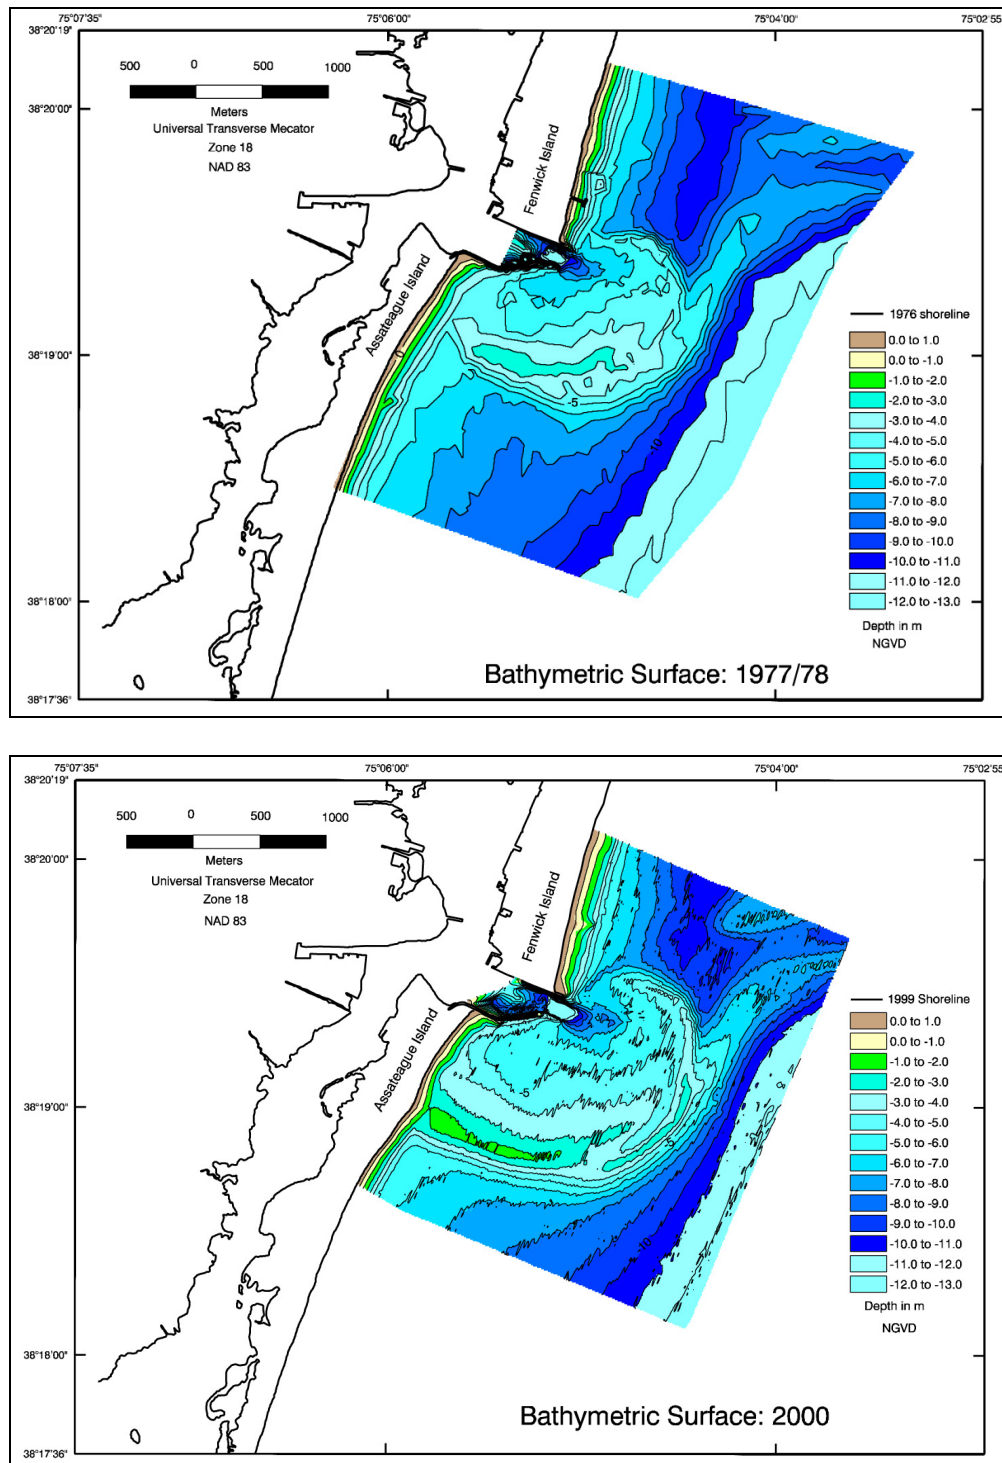 75°07'35"
75°06'00"
75°04'00"
75°02'55"
38°20'19"
500 0 500 1000
Meters
Universal Transverse Mecator
Zone 18
NAD 83
38°20'00"
Fenwick Island
Assateague Island
0
-5
-10
38°19'00"
38°18'00"
38°17'36"
1976 shoreline
0.0 to 1.0
0.0 to -1.0
-1.0 to -2.0
-2.0 to -3.0
-3.0 to -4.0
-4.0 to -5.0
-5.0 to -6.0
-6.0 to -7.0
-7.0 to -8.0
-8.0 to -9.0
-9.0 to -10.0
-10.0 to -11.0
-11.0 to -12.0
-12.0 to -13.0
Depth in m
NGVD
Bathymetric Surface: 1977/78
75°07'35"
75°06'00"
75°04'00"
75°02'55"
38°20'19"
500 0 500 1000
Meters
Universal Transverse Mecator
Zone 18
NAD 83
38°20'00"
Fenwick Island
Assateague Island
-5
-5
-10
38°19'00"
38°18'00"
38°17'36"
1999 Shoreline
0.0 to 1.0
0.0 to -1.0
-1.0 to -2.0
-2.0 to -3.0
-3.0 to -4.0
-4.0 to -5.0
-5.0 to -6.0
-6.0 to -7.0
-7.0 to -8.0
-8.0 to -9.0
-9.0 to -10.0
-10.0 to -11.0
-11.0 to -12.0
-12.0 to -13.0
Depth in m
NGVD
Bathymetric Surface: 2000